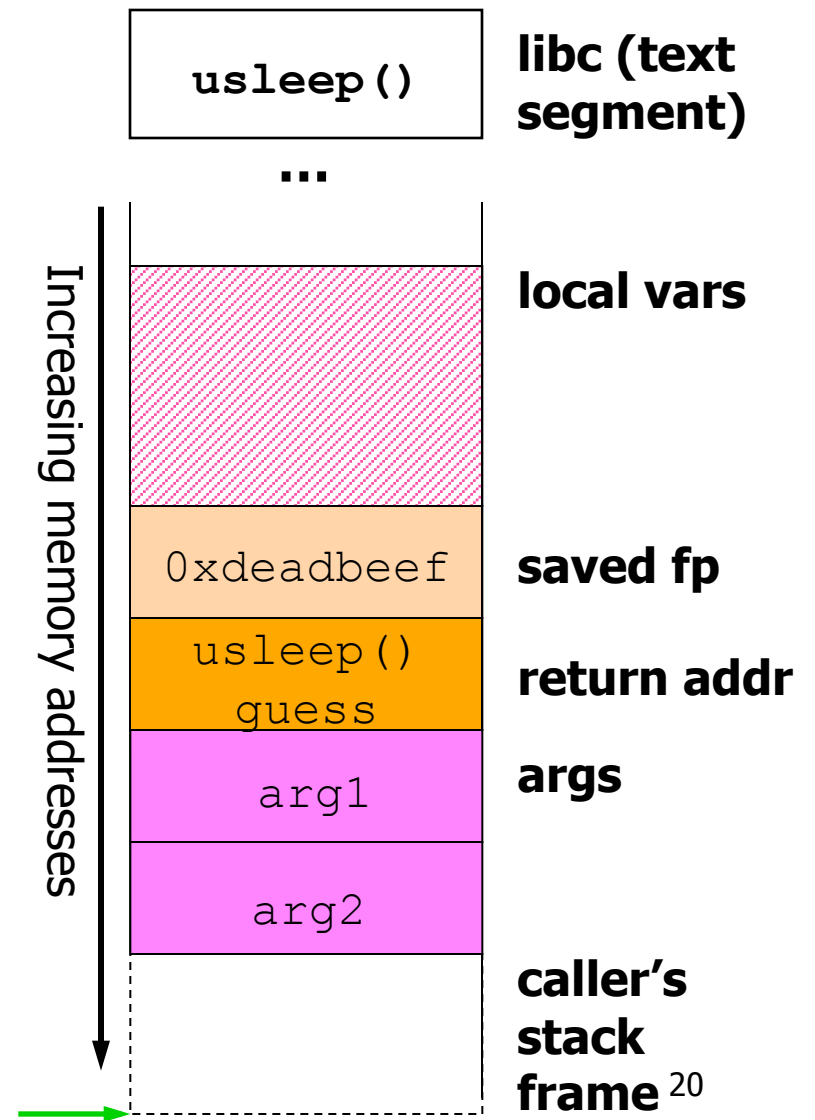 usleep()
libc (text
segment)
...
Increasing memory addresses
local vars
0xdeadbeef
saved fp
usleep()
guess
return addr
arg1
args
arg2
caller’s
stack
frame 20